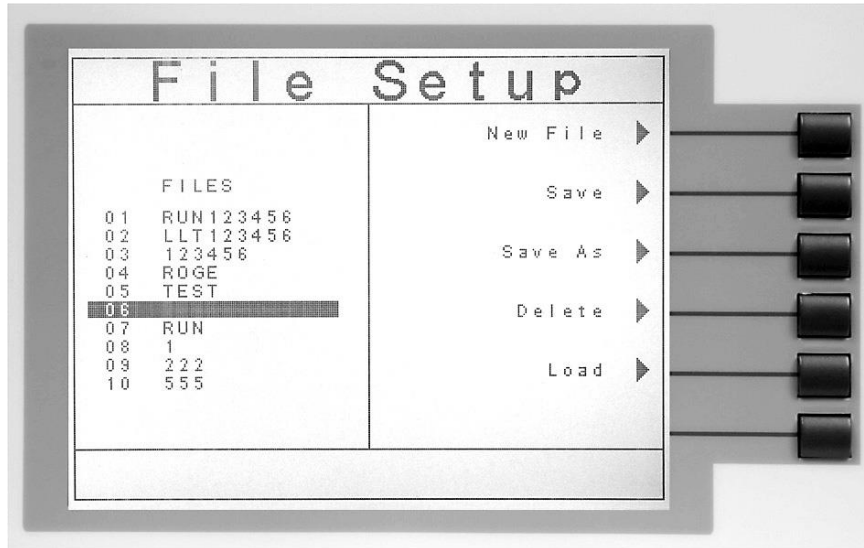 File Setup
FILES
01 RUN123456
02 LLT123456
03 123456
04 ROGE
05 TEST
06
07 RUN
08 1
09 222
10 555
New File
Save
Save As
Delete
Load